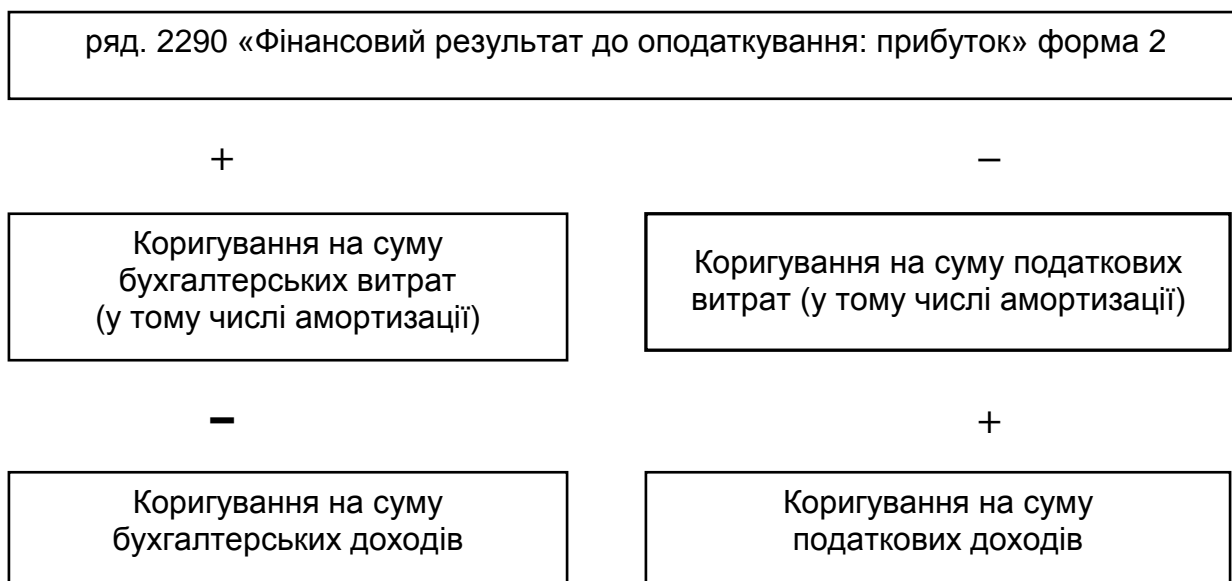 ряд. 2290 «Фінансовий результат до оподаткування: прибуток» форма 2
+
–
Коригування на суму
бухгалтерських витрат
(у тому числі амортизації)
Коригування на суму податкових
витрат (у тому числі амортизації)
–
+
Коригування на суму
бухгалтерських доходів
Коригування на суму
податкових доходів